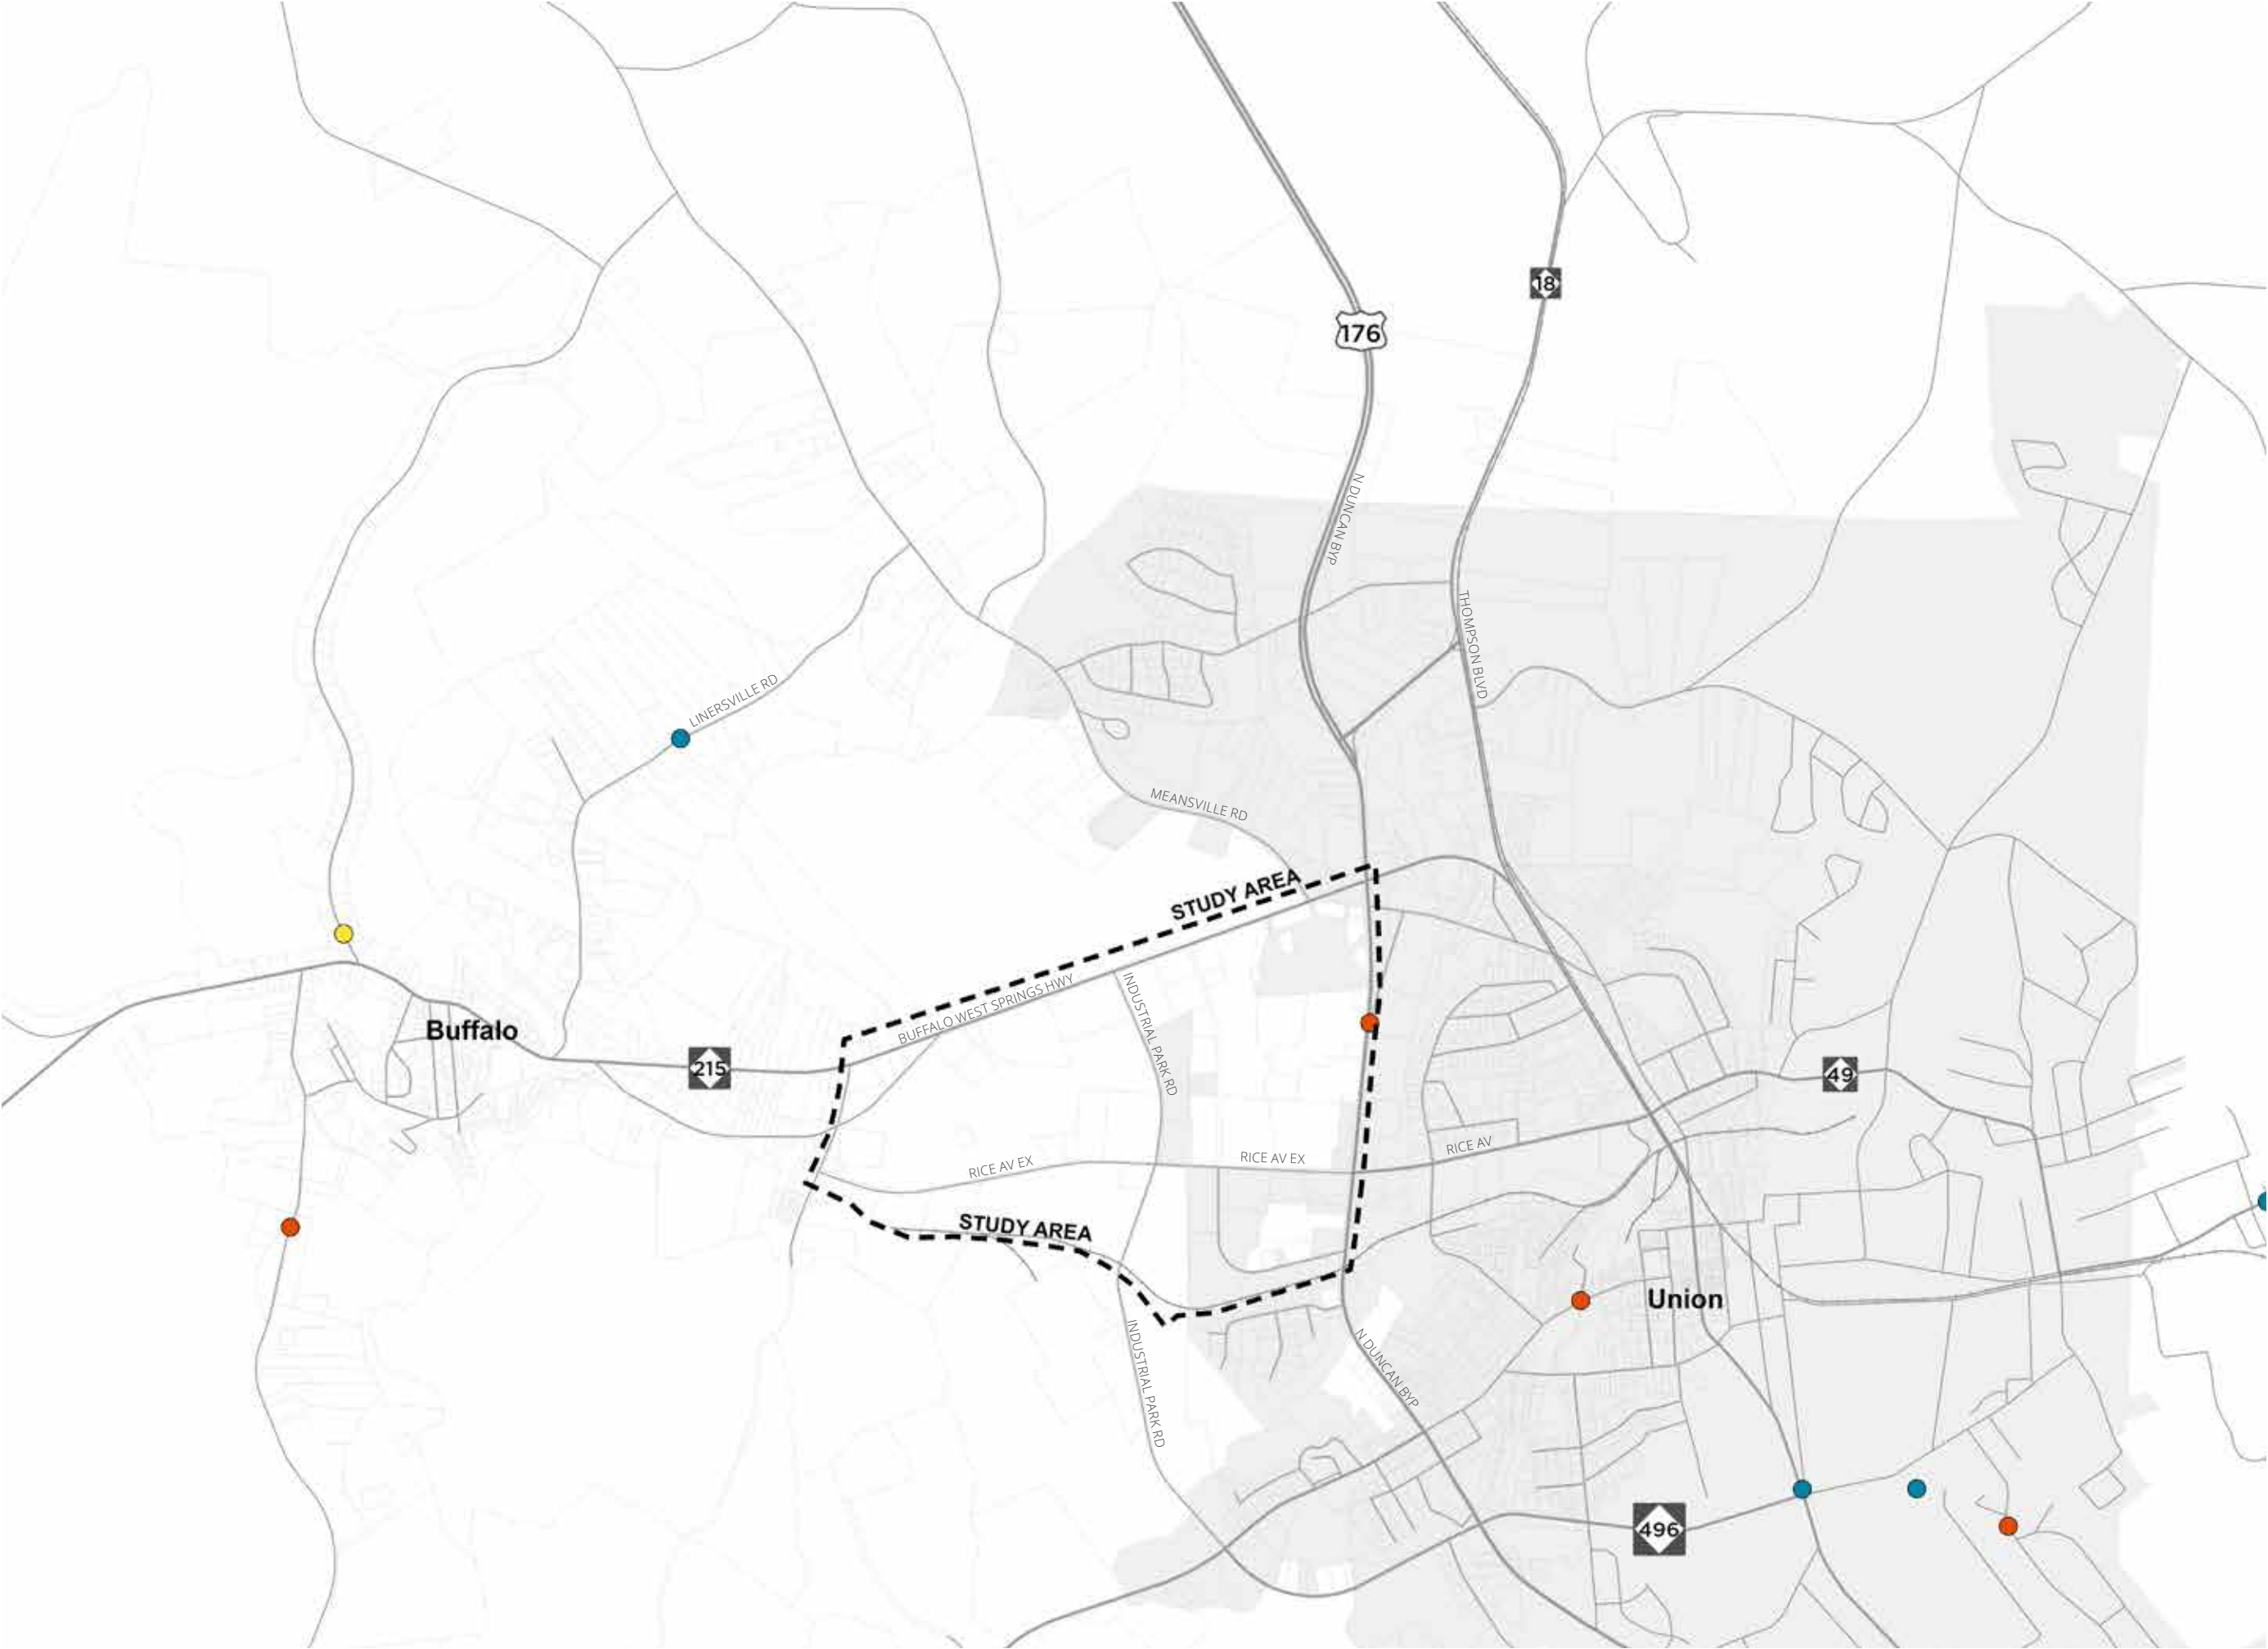 18
176
N DUNCAN BYP
THOMPSON BLVD
LINERSVILLE RD
MEANSVILLE RD
STUDY AREA
BUFFALO WEST SPRINGS HWY
INDUSTRIAL PARK RD
Buffalo
215
49
RICE AV
RICE AV EX
RICE AV EX
STUDY AREA
Union
INDUSTRIAL PARK RD
N DUNCAN BYP
496